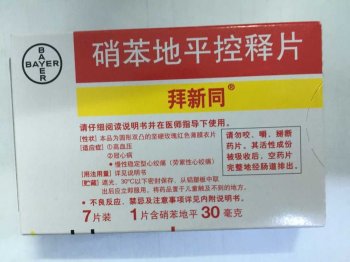 BAYER
BAYER
硝苯地平控释片
拜新同®
请仔细阅读说明书并在医师指导下使用。
[性状] 本品为圆形双凸的坚硬玫瑰红色薄膜衣片
[适应症] ① 高血压
② 冠心病
• 慢性稳定型心绞痛（劳累性心绞痛）
[用法用量] 详见说明书
[贮藏] 遮光，30℃以下密封保存，从铝塑板中取
出后应立即服用。将药品置于儿童触及不到的地方。
• 不良反应、禁忌及注意事项详见内附说明书。
7片装 1片含硝苯地平 30 毫克
请勿咬、嚼、掰断
药片。其活性成份
被吸收后，空药片
完整地经肠道排出。